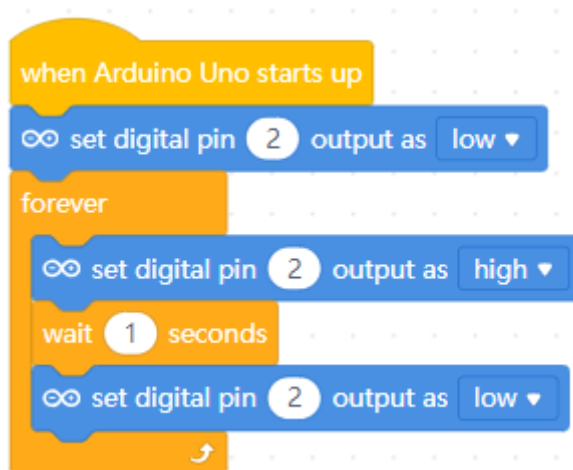 when Arduino Uno starts up
set digital pin 2 output as low
forever
set digital pin 2 output as high
wait 1 seconds
set digital pin 2 output as low